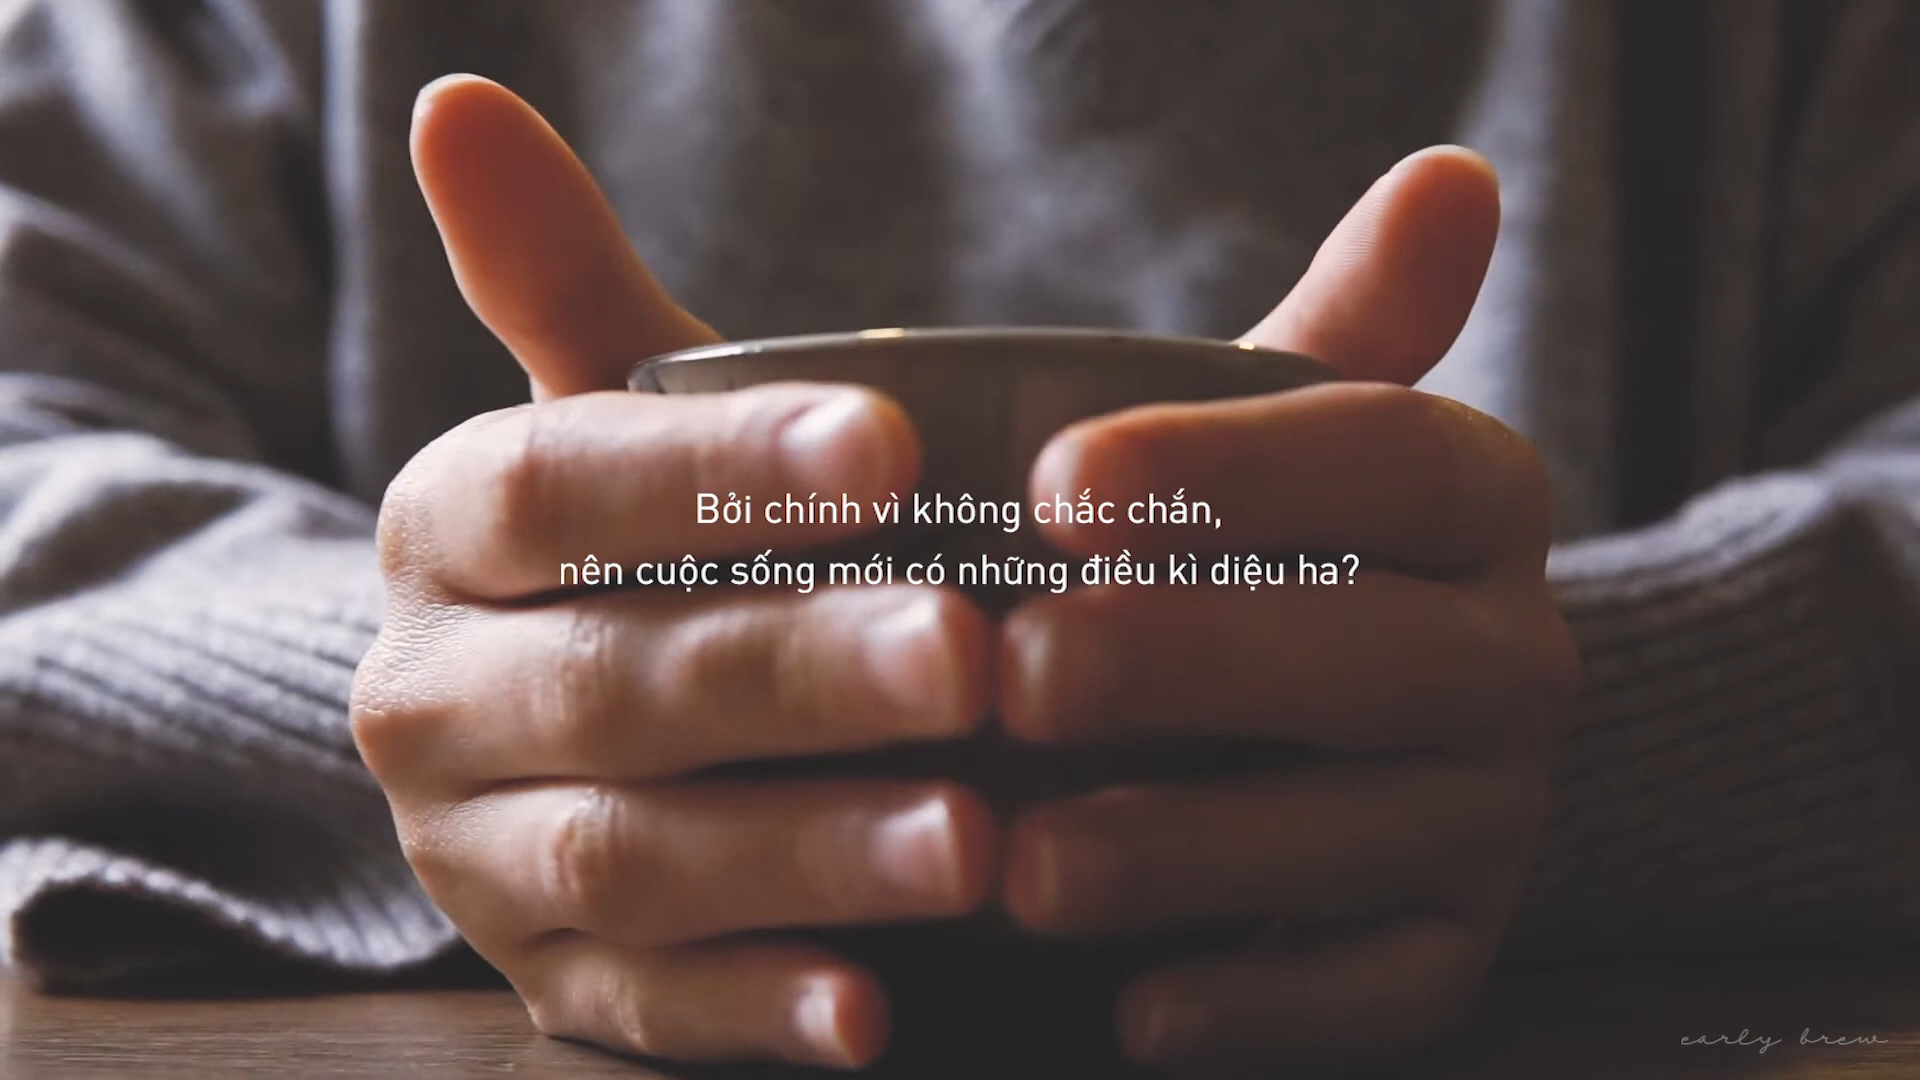 Bởi chính vì không chắc chắn,
nên cuộc sống mới có những điều kì diệu ha?
early brew